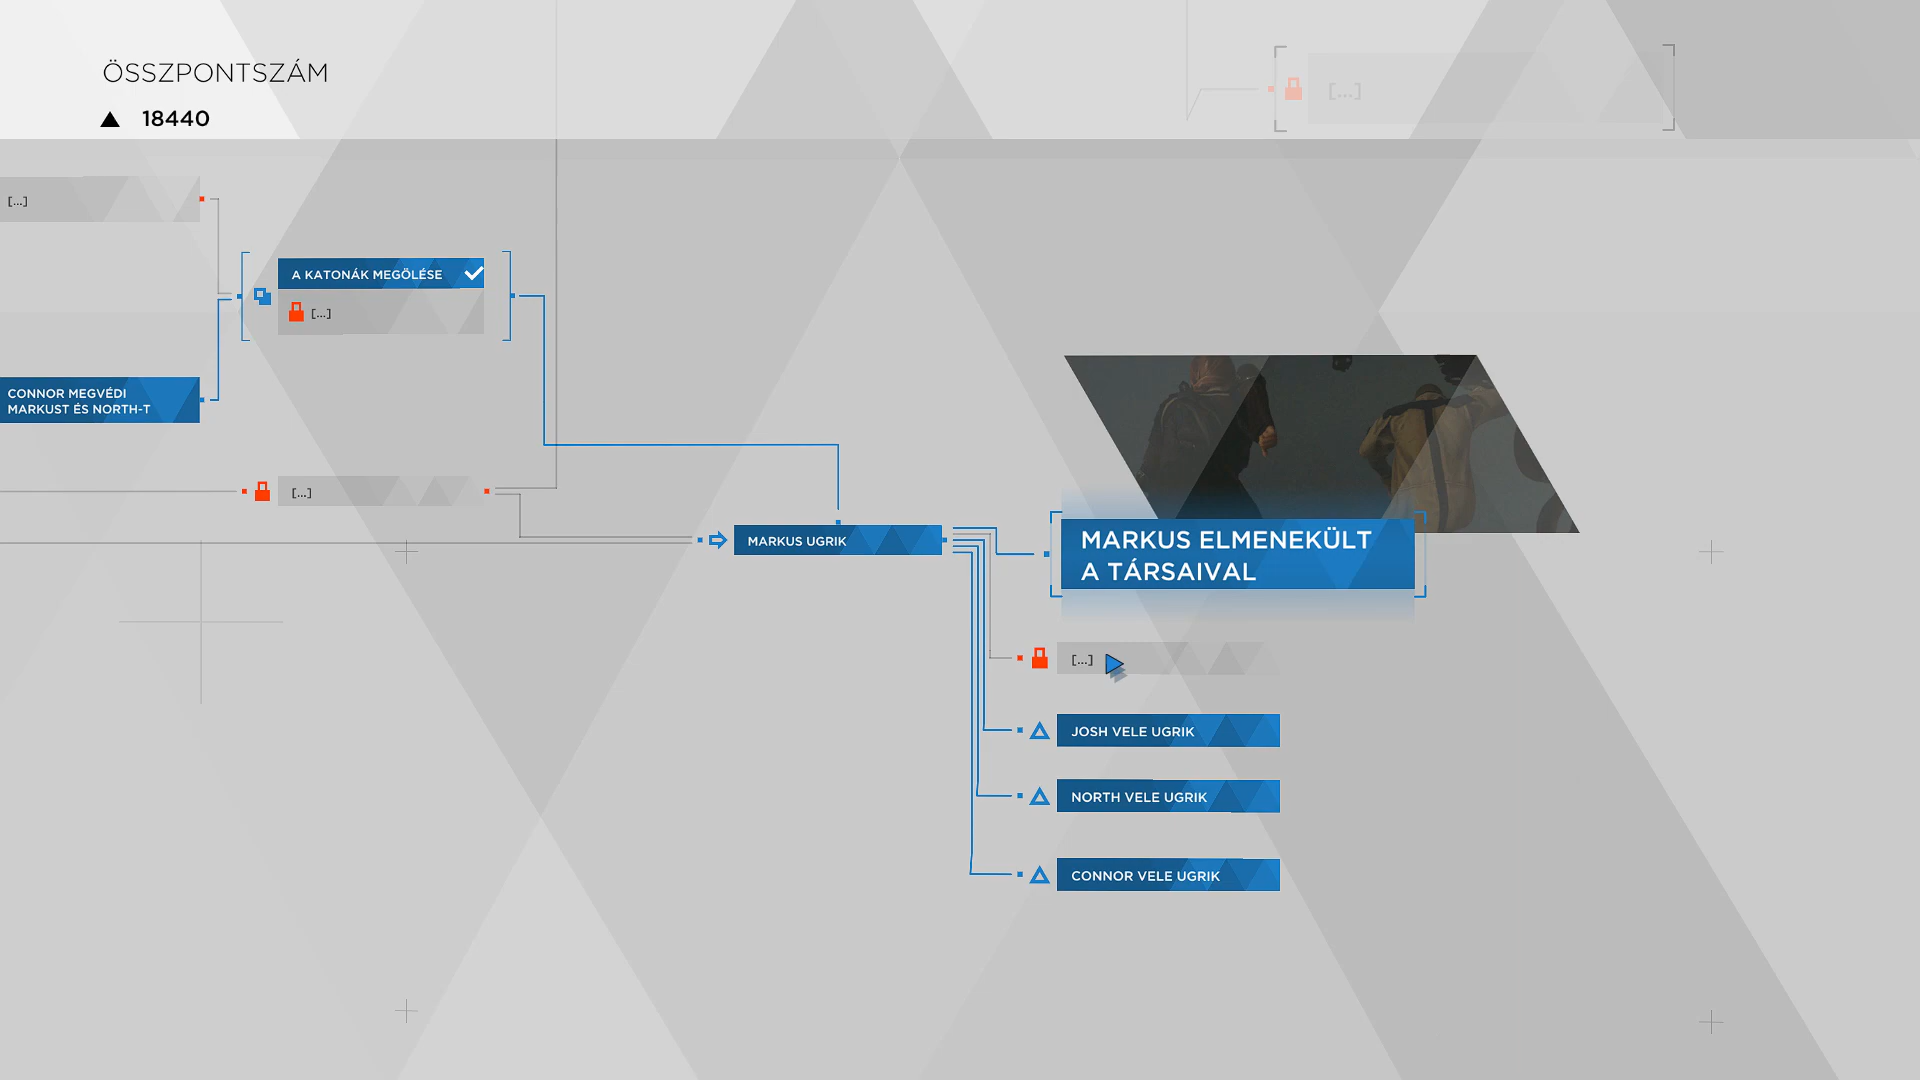 ÖSSZPONTSZÁM
18440
[...]
[...]
A KATONÁK MEGÖLÉSE
[...]
CONNOR MEGVÉDI
MARKUST ÉS NORTH-T
[...]
MARKUS UGRIK
MARKUS ELMENEKÜLT
A TÁRSAIVAL
[...]
JOSH VELE UGRIK
NORTH VELE UGRIK
CONNOR VELE UGRIK